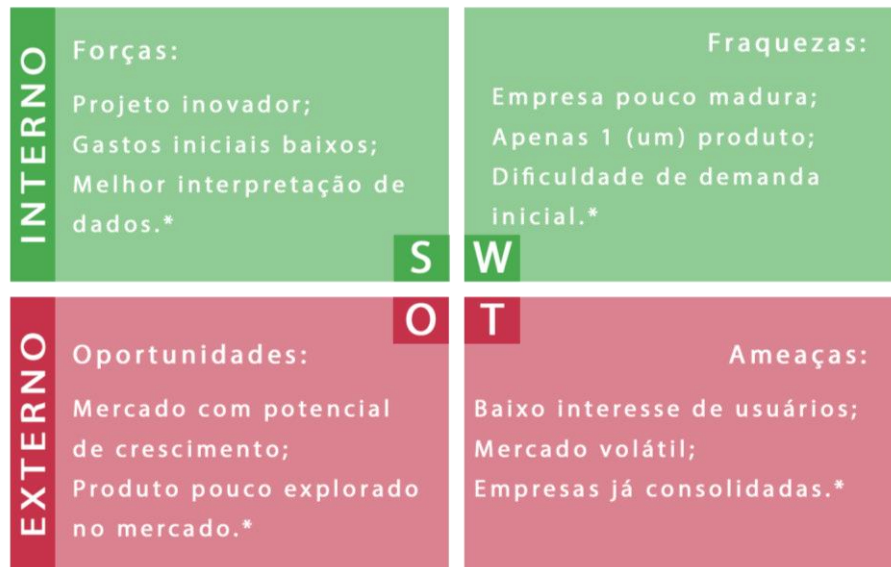 INTERNO
Forças:
Projeto inovador;
Gastos iniciais baixos;
Melhor interpretação de
dados.*
S
Fraquezas:
Empresa pouco madura;
Apenas 1 (um) produto;
Dificuldade de demanda
inicial.*
W
EXTERNO
O
Oportunidades:
Mercado com potencial
de crescimento;
Produto pouco explorado
no mercado.*
T
Ameaças:
Baixo interesse de usuários;
Mercado volátil;
Empresas já consolidadas.*